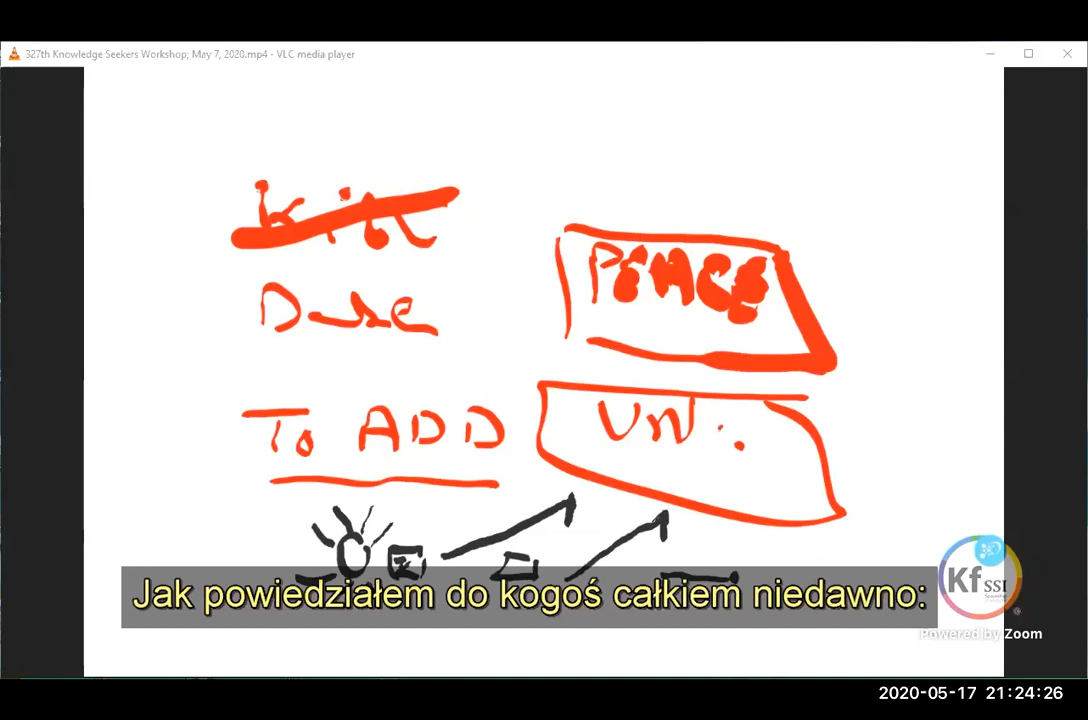 327th Knowledge Seekers Workshop; May 7, 2020.mp4 - VLC media player
PEACE
To ADD
UN.
Jak powiedziałem do kogoś całkiem niedawno:
Kf SSI
Powered by Zoom
2020-05-17 21:24:26